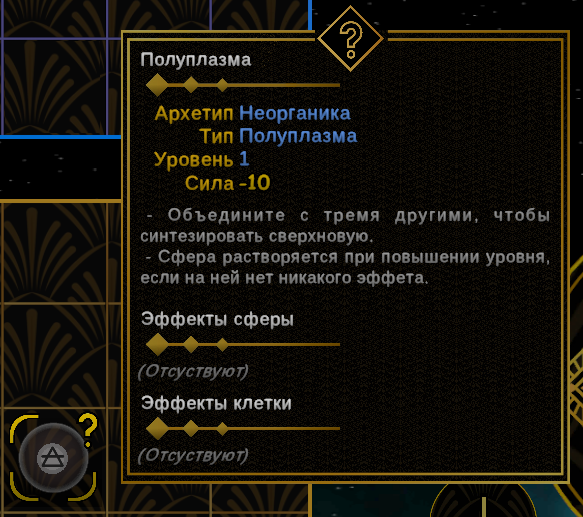 ?
Полуплазма
Архетип Неорганика
Тип Полуплазма
Уровень 1
Сила -10
- Объедините с тремя другими, чтобы
синтезировать сверхновую.
- Сфера растворяется при повышении уровня,
если на ней нет никакого эффета.
Эффекты сферы
(Отсуствуют)
Эффекты клетки
(Отсуствуют)
?